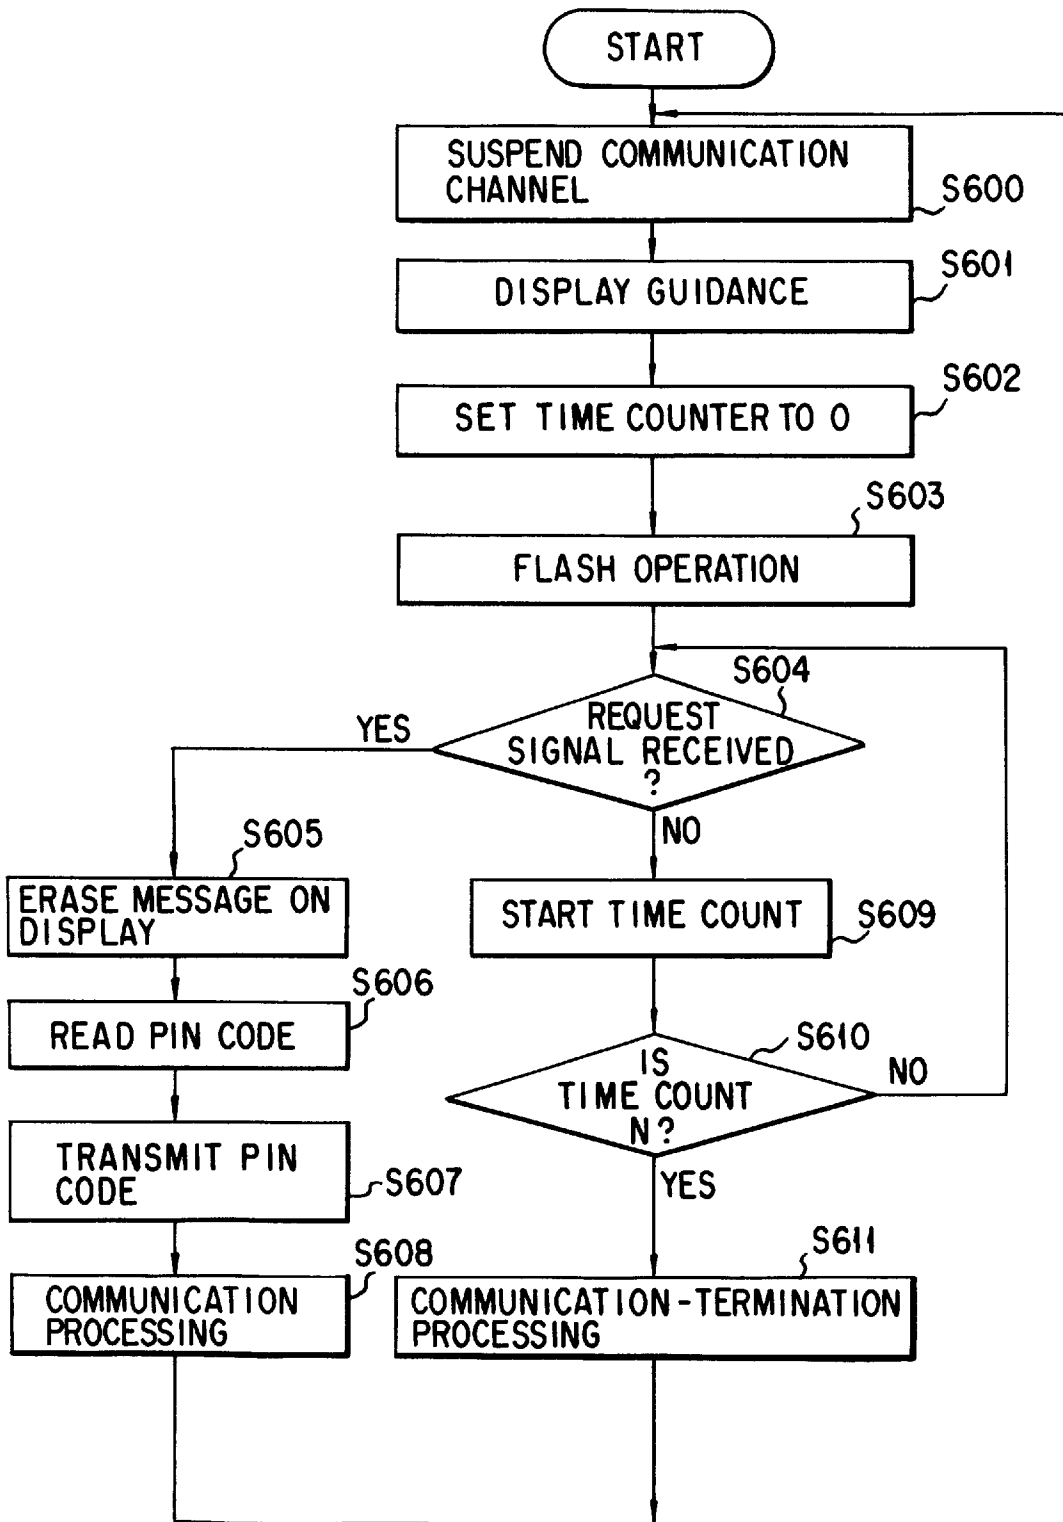 START
SUSPEND COMMUNICATION
CHANNEL
S600
S601
DISPLAY GUIDANCE
S602
SET TIME COUNTER TO 0
S603
FLASH OPERATION
S604
YES
REQUEST
SIGNAL RECEIVED
?
NO
S605
ERASE MESSAGE ON
DISPLAY
START TIME COUNT
S609
S606
READ PIN CODE
S610
IS
TIME COUNT
N?
NO
TRANSMIT PIN
CODE
S607
YES
S608
COMMUNICATION
PROCESSING
S611
COMMUNICATION-TERMINATION
PROCESSING